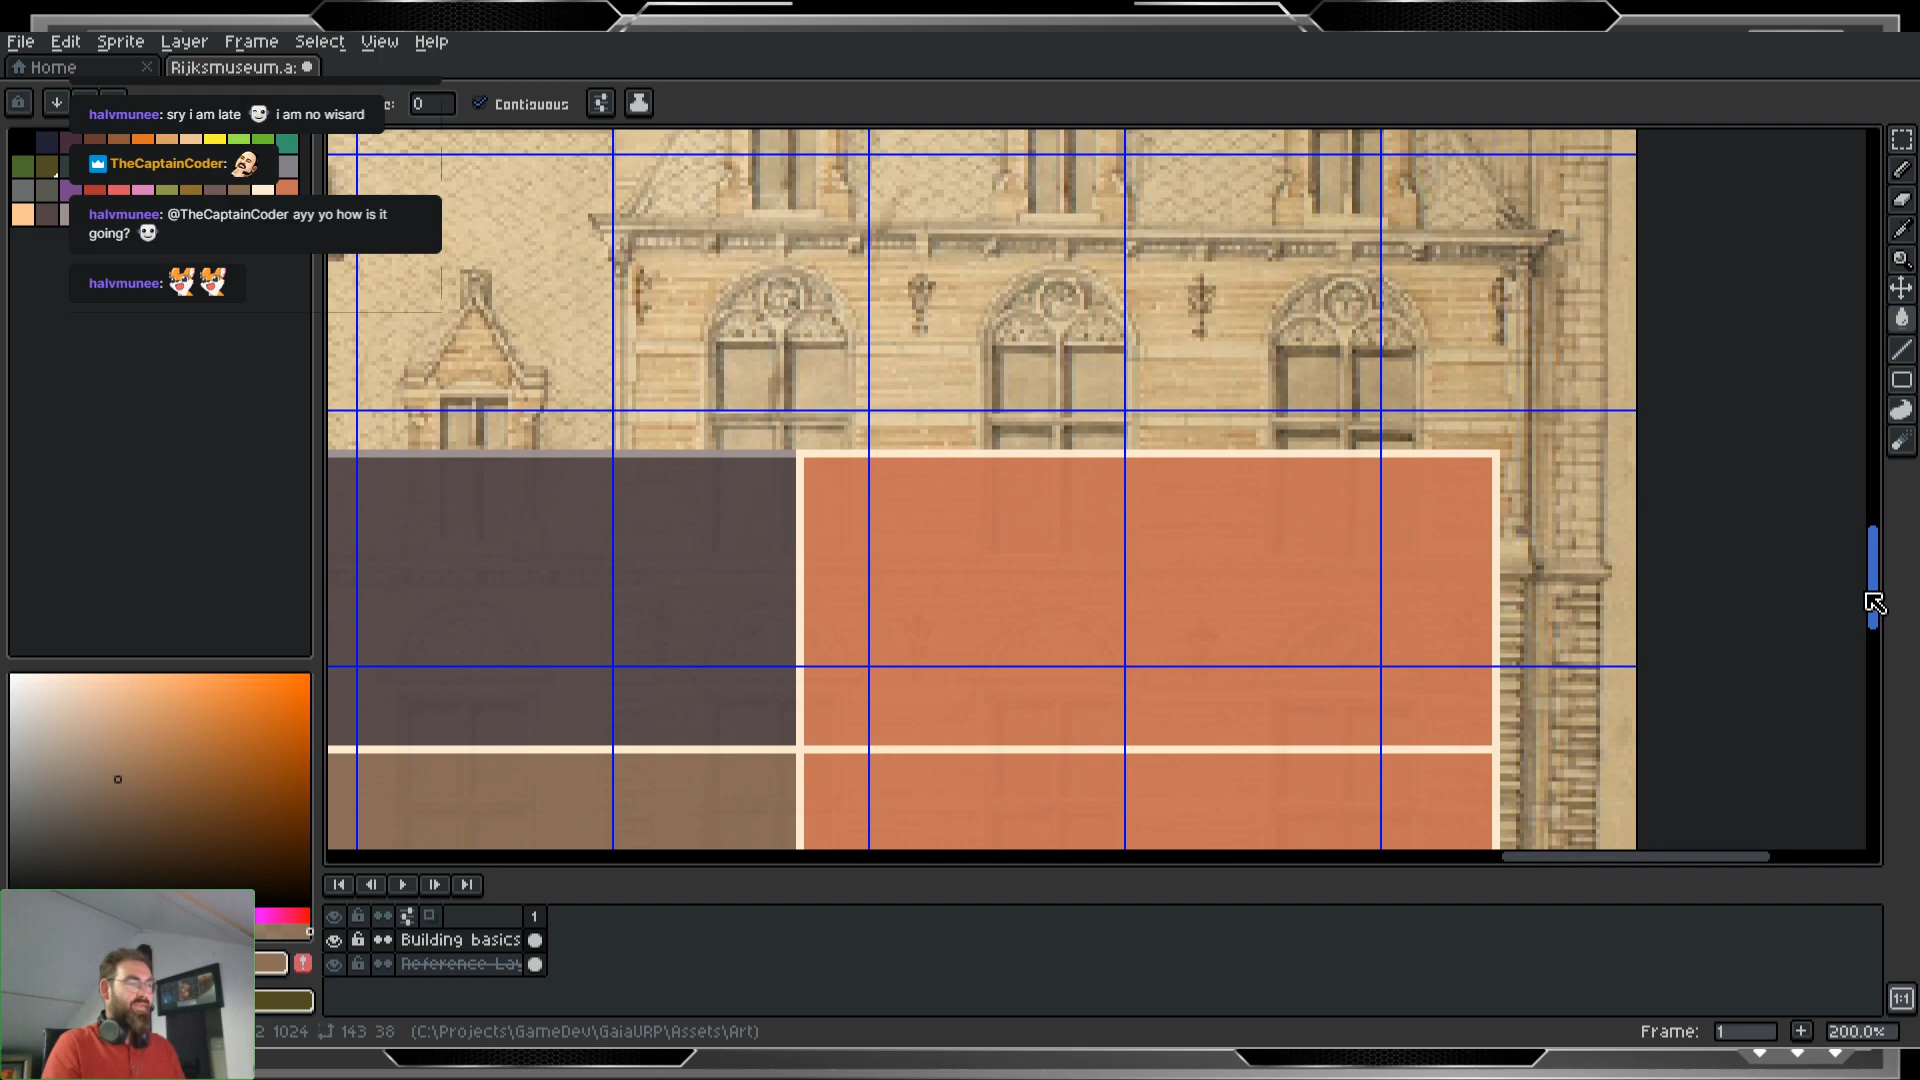 File Edit Sprite Layer Frame Select View Help
Home
Rijksmuseum.a:
halvmunee: sry i am late i am no wisard
0
Contiguous
TheCaptainCoder:
halvmunee: @TheCaptainCoder ayy yo how is it
going?
halvmunee:
1
Building basics
Reference Lay
1024 143 38 (C:\Projects\GameDev\GaiaURP\Assets\Art)
Frame: 1 + 200.0%
1:1